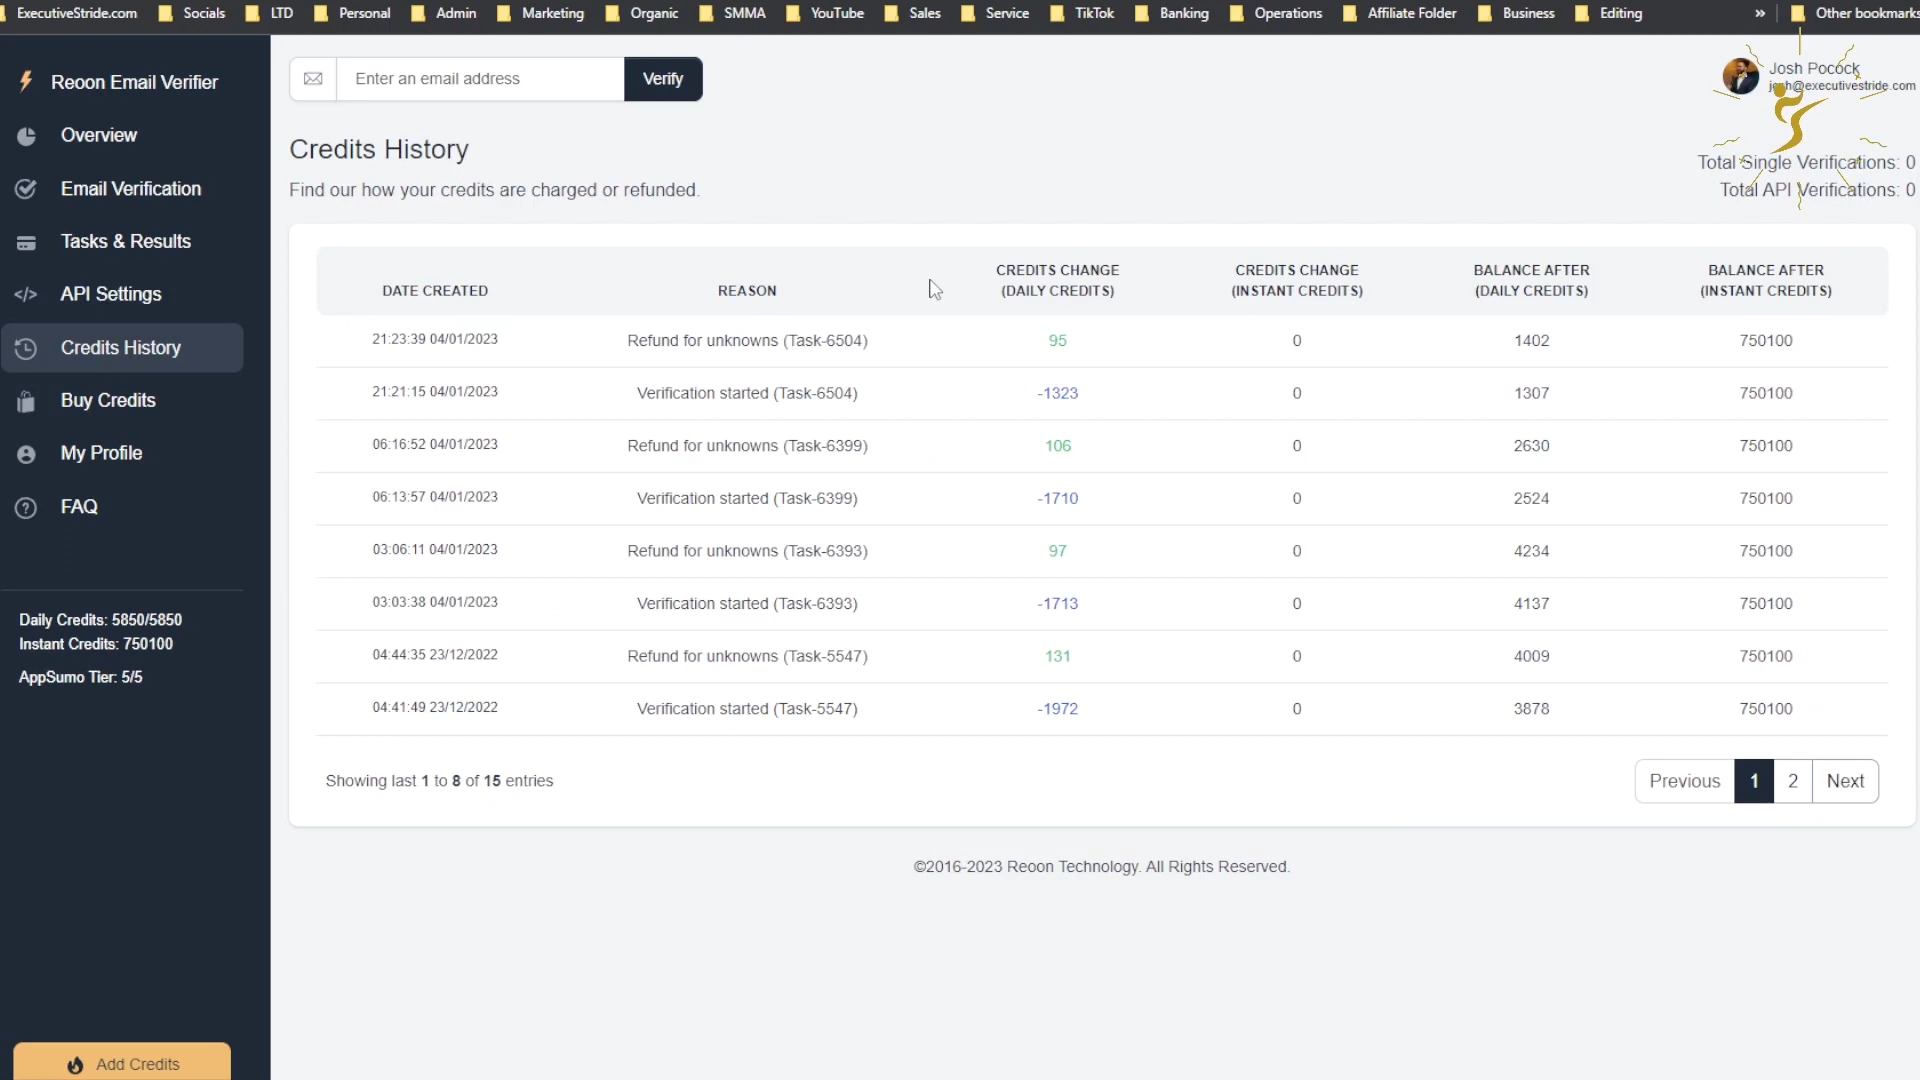 ExecutiveStride.com Socials LTD Personal Admin Marketing Organic SMMA YouTube Sales Service TikTok Banking Operations Affiliate Folder Business Editing » Other bookmarks
Reoon Email Verifier
Overview
Email Verification
Tasks & Results
</> API Settings
Credits History
Buy Credits
My Profile
FAQ
Daily Credits: 5850/5850
Instant Credits: 750100
AppSumo Tier: 5/5
Add Credits
Enter an email address Verify
Josh Pocock
josh@executivestride.com
Credits History
Find our how your credits are charged or refunded.
Total Single Verifications: 0
Total API Verifications: 0
DATE CREATED REASON CREDITS CHANGE (DAILY CREDITS) CREDITS CHANGE (INSTANT CREDITS) BALANCE AFTER (DAILY CREDITS) BALANCE AFTER (INSTANT CREDITS)
21:23:39 04/01/2023 Refund for unknowns (Task-6504) 95 0 1402 750100
21:21:15 04/01/2023 Verification started (Task-6504) -1323 0 1307 750100
06:16:52 04/01/2023 Refund for unknowns (Task-6399) 106 0 2630 750100
06:13:57 04/01/2023 Verification started (Task-6399) -1710 0 2524 750100
03:06:11 04/01/2023 Refund for unknowns (Task-6393) 97 0 4234 750100
03:03:38 04/01/2023 Verification started (Task-6393) -1713 0 4137 750100
04:44:35 23/12/2022 Refund for unknowns (Task-5547) 131 0 4009 750100
04:41:49 23/12/2022 Verification started (Task-5547) -1972 0 3878 750100
Showing last 1 to 8 of 15 entries
Previous 1 2 Next
©2016-2023 Reoon Technology. All Rights Reserved.